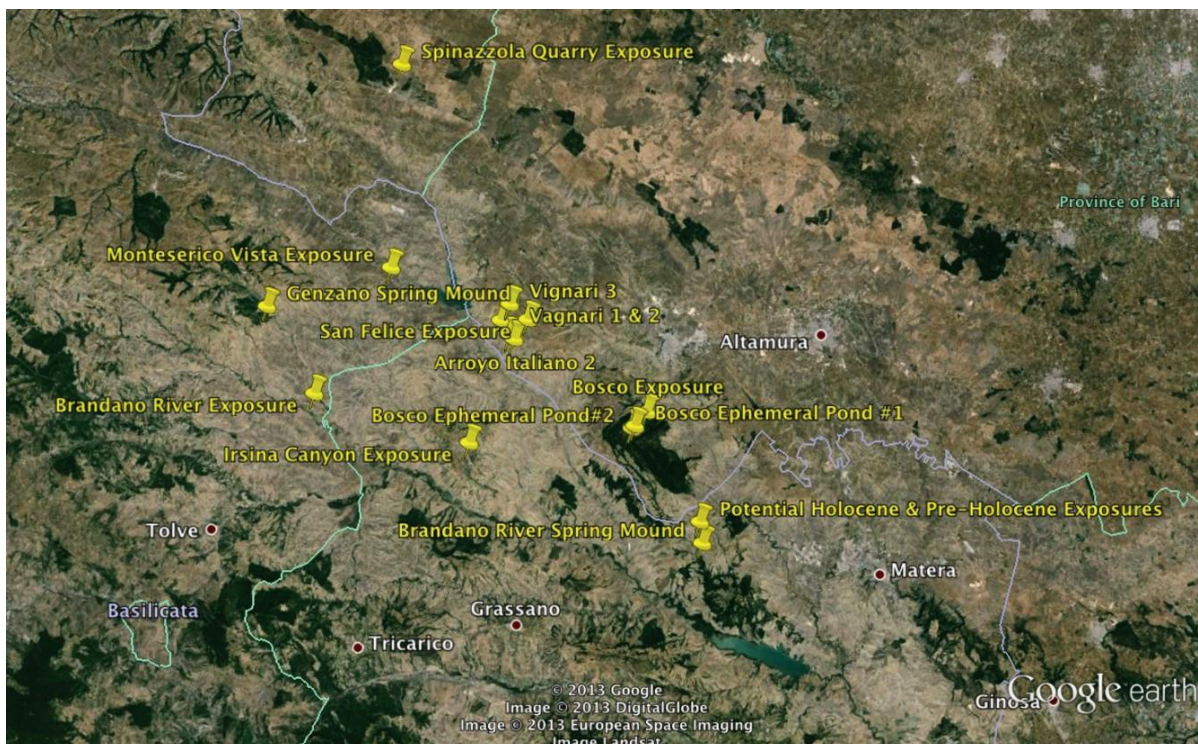 Spinazzola Quarry Exposure
Province of Bari
Monteserico Vista Exposure
Genzano Spring Mound
Vignari 3
Vagnari 1 & 2
San Felice Exposure
Altamura
Arroyo Italiano 2
Bosco Exposure
Brandano River Exposure
Bosco Ephemeral Pond#2
Bosco Ephemeral Pond #1
Irsina Canyon Exposure
Potential Holocene & Pre-Holocene Exposures
Tolve
Brandano River Spring Mound
Matera
Basilicata
Grassano
Tricarico
© 2013 Google
Image © 2013 DigitalGlobe
Image © 2013 European Space Imaging
Image Landsat
Ginosa
Google earth